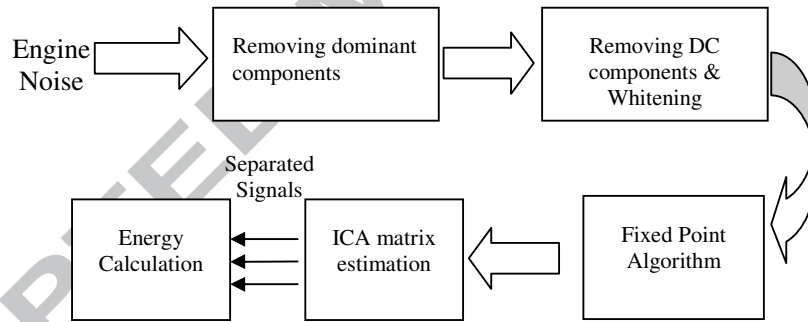 Engine
Noise
Removing dominant
components
Removing DC
components &
Whitening
Separated
Signals
Energy
Calculation
ICA matrix
estimation
Fixed Point
Algorithm